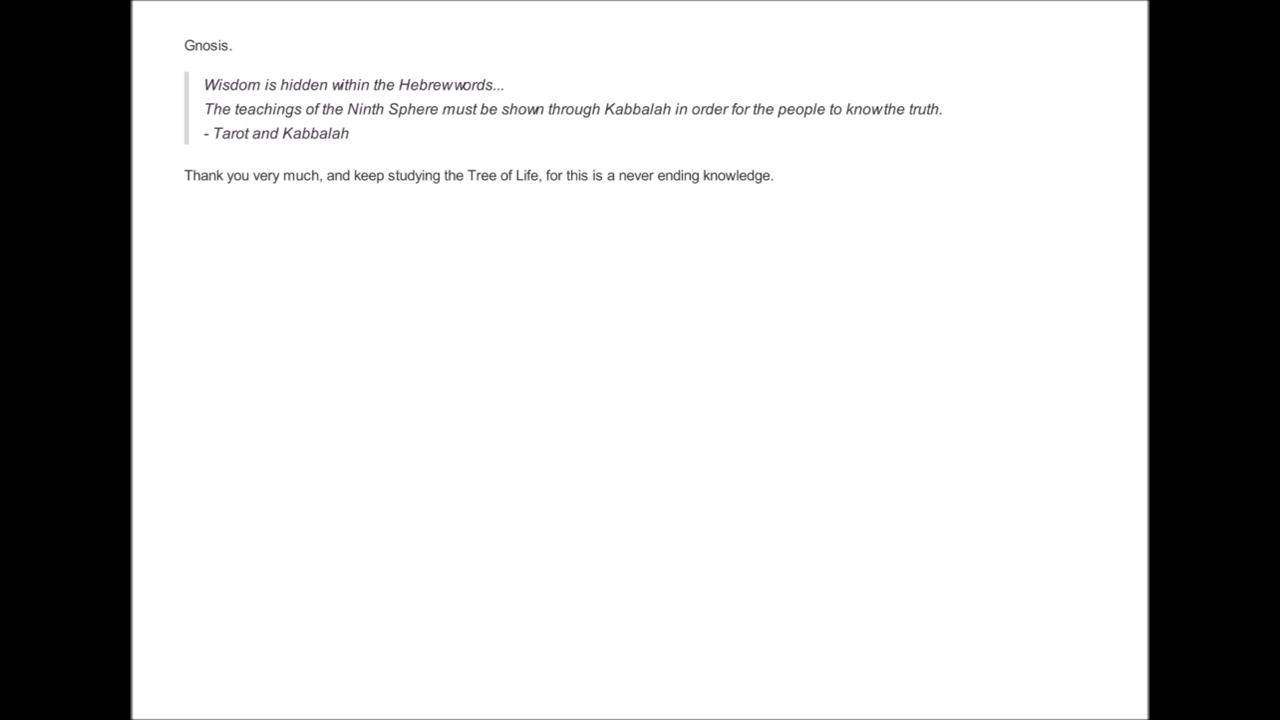 Gnosis.
Wisdom is hidden within the Hebrew words...
The teachings of the Ninth Sphere must be shown through Kabbalah in order for the people to know the truth.
- Tarot and Kabbalah
Thank you very much, and keep studying the Tree of Life, for this is a never ending knowledge.